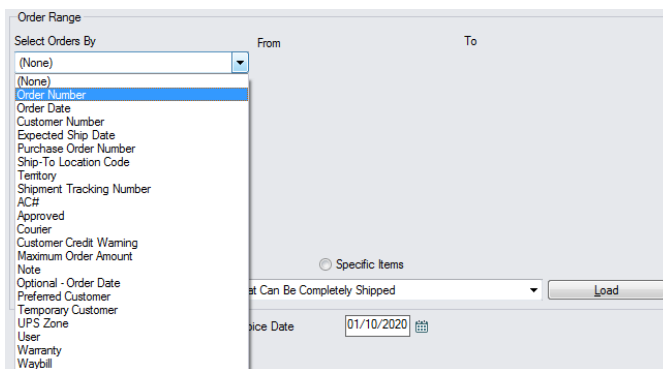 Order Range
Select Orders By From To
(None)
(None)
Order Number
Order Date
Customer Number
Expected Ship Date
Purchase Order Number
Ship-To Location Code
Territory
Shipment Tracking Number
AC#
Approved
Courier
Customer Credit Warning
Maximum Order Amount
Specific Items
Note
Optional - Order Date
at Can Be Completely Shipped Load
Preferred Customer
Temporary Customer
UPS Zone
oice Date 01/10/2020
User
Warranty
Waybill